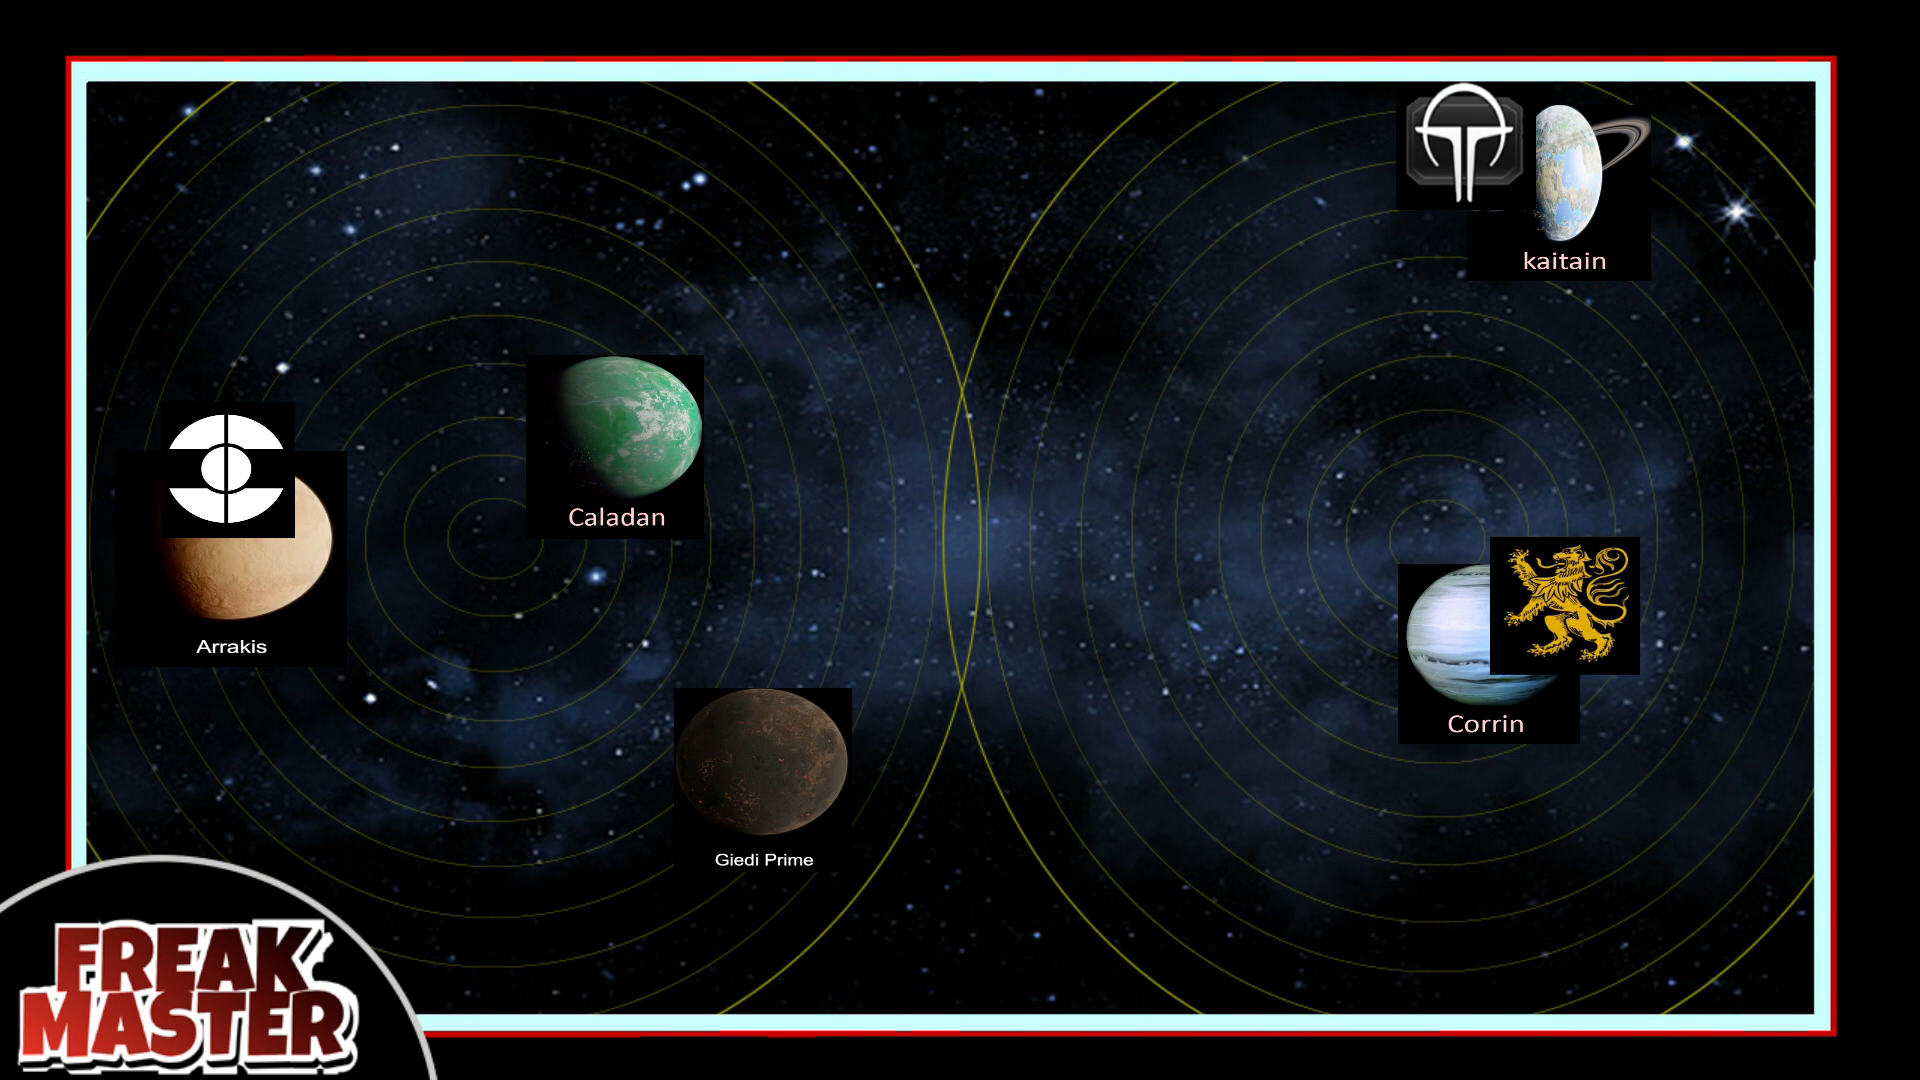 kaitain
Caladan
Arrakis
Corrin
Giedi Prime
FREAK
MASTER